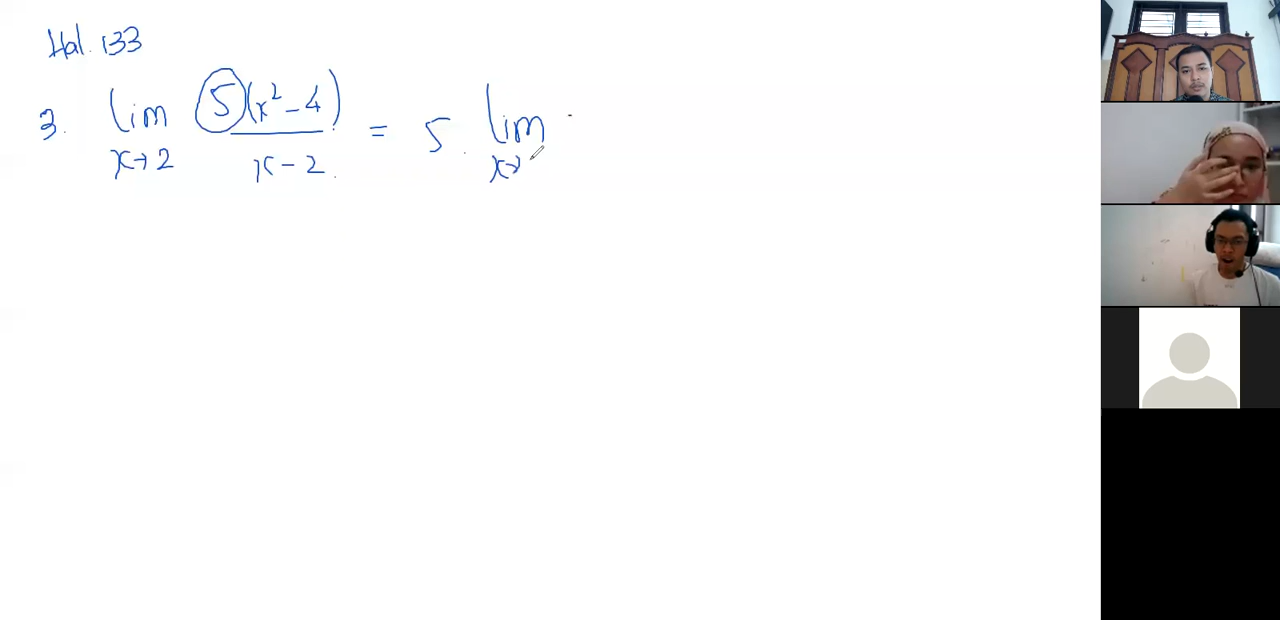 Hal. 133
3. lim x→2 5(x²-4)/x-2 = 5. lim x→